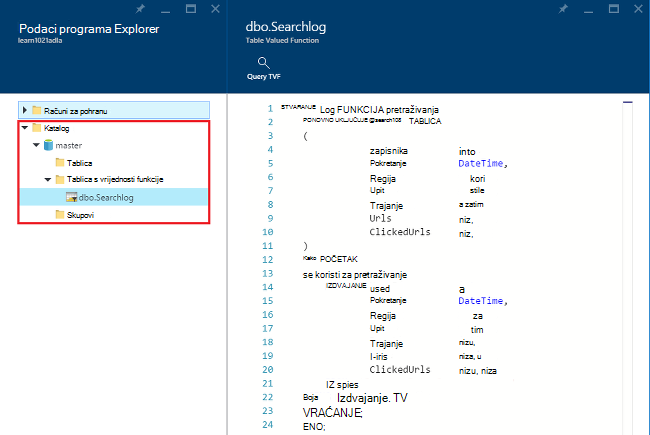 Podaci programa Explorer
learn1021adla
Računi za pohranu
Katalog
master
Tablica
Tablica s vrijednosti funkcije
dbo.Searchlog
Skupovi
dbo.Searchlog
Table Valued Function
Query TVF
1 STVARANJE Log FUNKCIJA pretraživanja
2 PONOVNO UKLJUČUJE @search103 TABLICA
3 (
4 zapisnika into
5 Pokretanje DateTime,
6 Regija kori
7 Upit stile
8 Trajanje a zatim
9 Urls niz,
10 ClickedUrls niz,
11 )
12 Kako POČETAK
13 se koristi za pretraživanje
14 IZDVAJANJE used a
15 Pokretanje DateTime,
16 Regija za
17 Upit tim
18 Trajanje nizu,
19 I-iris niza, u
20 ClickedUrls nizu, niza
21 IZ spies
22 Boja Izdvajanje. TV
23 VRAĆANJE;
24 ENO;